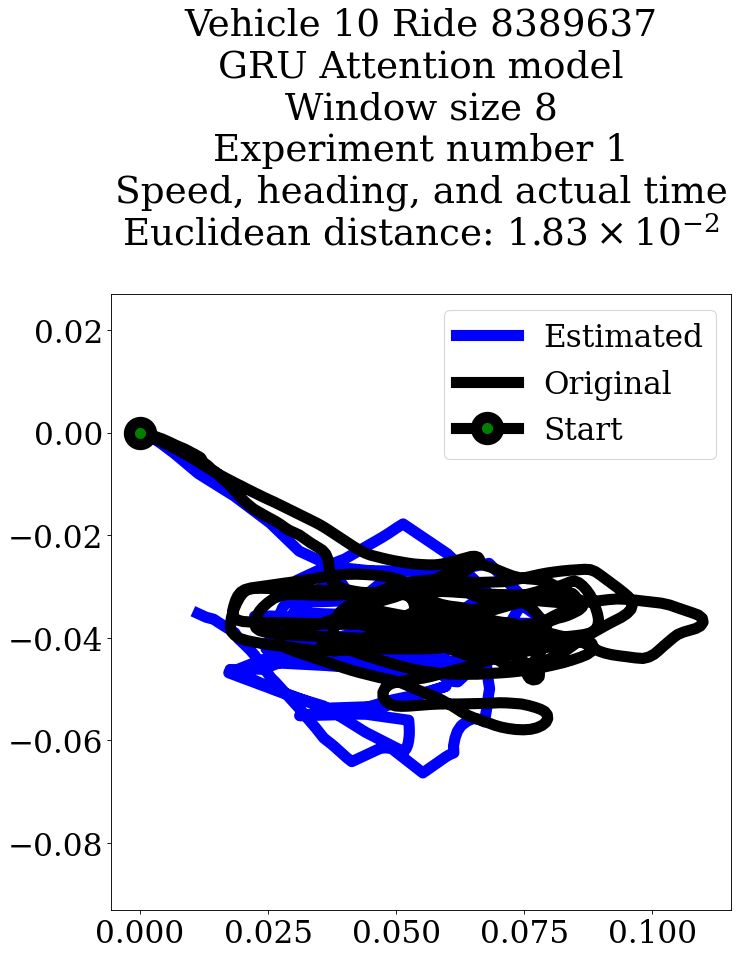 Vehicle 10 Ride 8389637
GRU Attention model
Window size 8
Experiment number 1
Speed, heading, and actual time
Euclidean distance: 1.83 × 10⁻²
Estimated
Original
Start
0.02
0.00
−0.02
−0.04
−0.06
−0.08
0.000 0.025 0.050 0.075 0.100